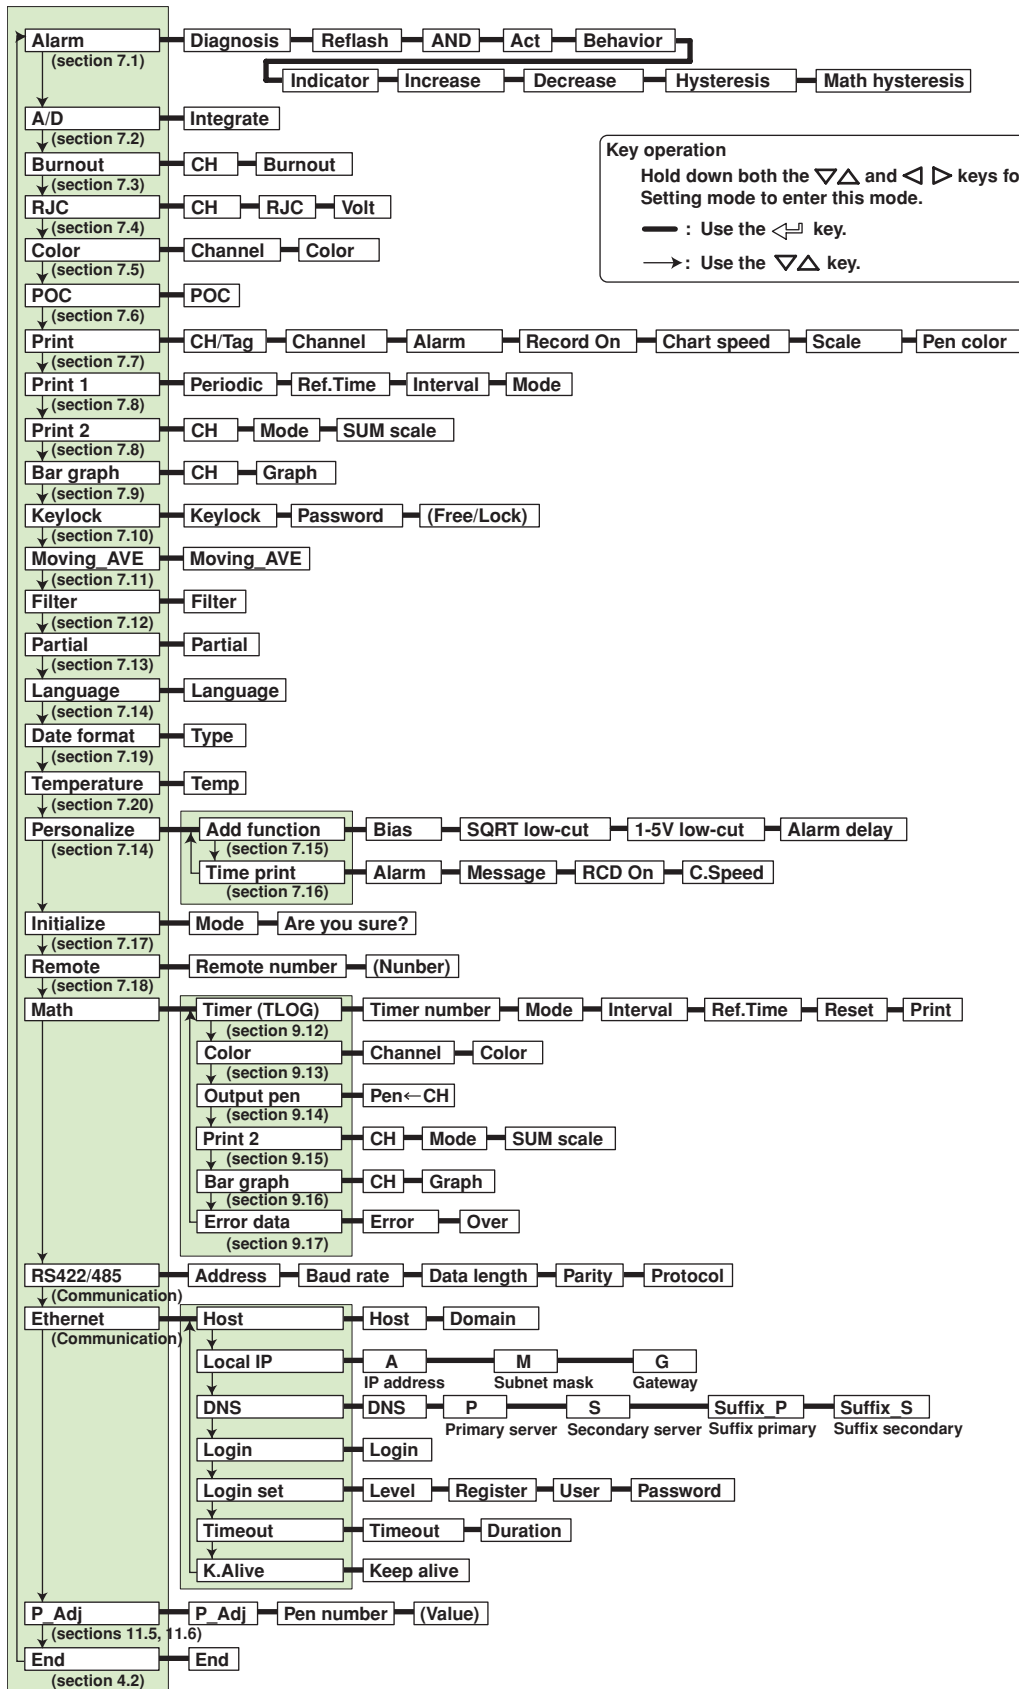 Alarm Diagnosis Reflash AND Act Behavior
(section 7.1)
Indicator Increase Decrease Hysteresis Math hysteresis
A/D Integrate
(section 7.2)
Burnout CH Burnout
(section 7.3)
RJC CH RJC Volt
(section 7.4)
Color Channel Color
(section 7.5)
POC POC
(section 7.6)
Print CH/Tag Channel Alarm Record On Chart speed Scale Pen color
(section 7.7)
Print 1 Periodic Ref.Time Interval Mode
(section 7.8)
Print 2 CH Mode SUM scale
(section 7.8)
Bar graph CH Graph
(section 7.9)
Keylock Keylock Password (Free/Lock)
(section 7.10)
Moving_AVE Moving_AVE
(section 7.11)
Filter Filter
(section 7.12)
Partial Partial
(section 7.13)
Language Language
(section 7.14)
Date format Type
(section 7.19)
Temperature Temp
(section 7.20)
Personalize Add function Bias SQRT low-cut 1-5V low-cut Alarm delay
(section 7.14) (section 7.15)
Time print Alarm Message RCD On C.Speed
(section 7.16)
Initialize Mode Are you sure?
(section 7.17)
Remote Remote number (Nunber)
(section 7.18)
Math Timer (TLOG) Timer number Mode Interval Ref.Time Reset Print
(section 9.12)
Color Channel Color
(section 9.13)
Output pen Pen←CH
(section 9.14)
Print 2 CH Mode SUM scale
(section 9.15)
Bar graph CH Graph
(section 9.16)
Error data Error Over
(section 9.17)
RS422/485 Address Baud rate Data length Parity Protocol
(Communication)
Ethernet Host Host Domain
(Communication)
Local IP A M G
IP address Subnet mask Gateway
DNS DNS P S Suffix_P Suffix_S
Primary server Secondary server Suffix primary Suffix secondary
Login Login
Login set Level Register User Password
Timeout Timeout Duration
K.Alive Keep alive
P_Adj P_Adj Pen number (Value)
(sections 11.5, 11.6)
End End
(section 4.2)
Key operation
Hold down both the ▽△ and ◁ ▷ keys fo
Setting mode to enter this mode.
: Use the key.
: Use the ▽△ key.